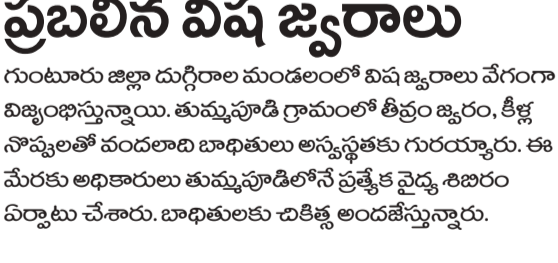 ప్రబలిన విష జ్వరాలు
గుంటూరు జిల్లా దుగ్గిరాల మండలంలో విష జ్వరాలు వేగంగా
విజృంభిస్తున్నాయి. తుమ్మపూడి గ్రామంలో తీవ్రం జ్వరం, కీళ్ల
నొప్పులతో వందలాది బాధితులు అస్వస్థతకు గురయ్యారు. ఈ
మేరకు అధికారులు తుమ్మపూడిలోనే ప్రత్యేక వైద్య శిబిరం
ఏర్పాటు చేశారు. బాధితులకు చికిత్స అందజేస్తున్నారు.